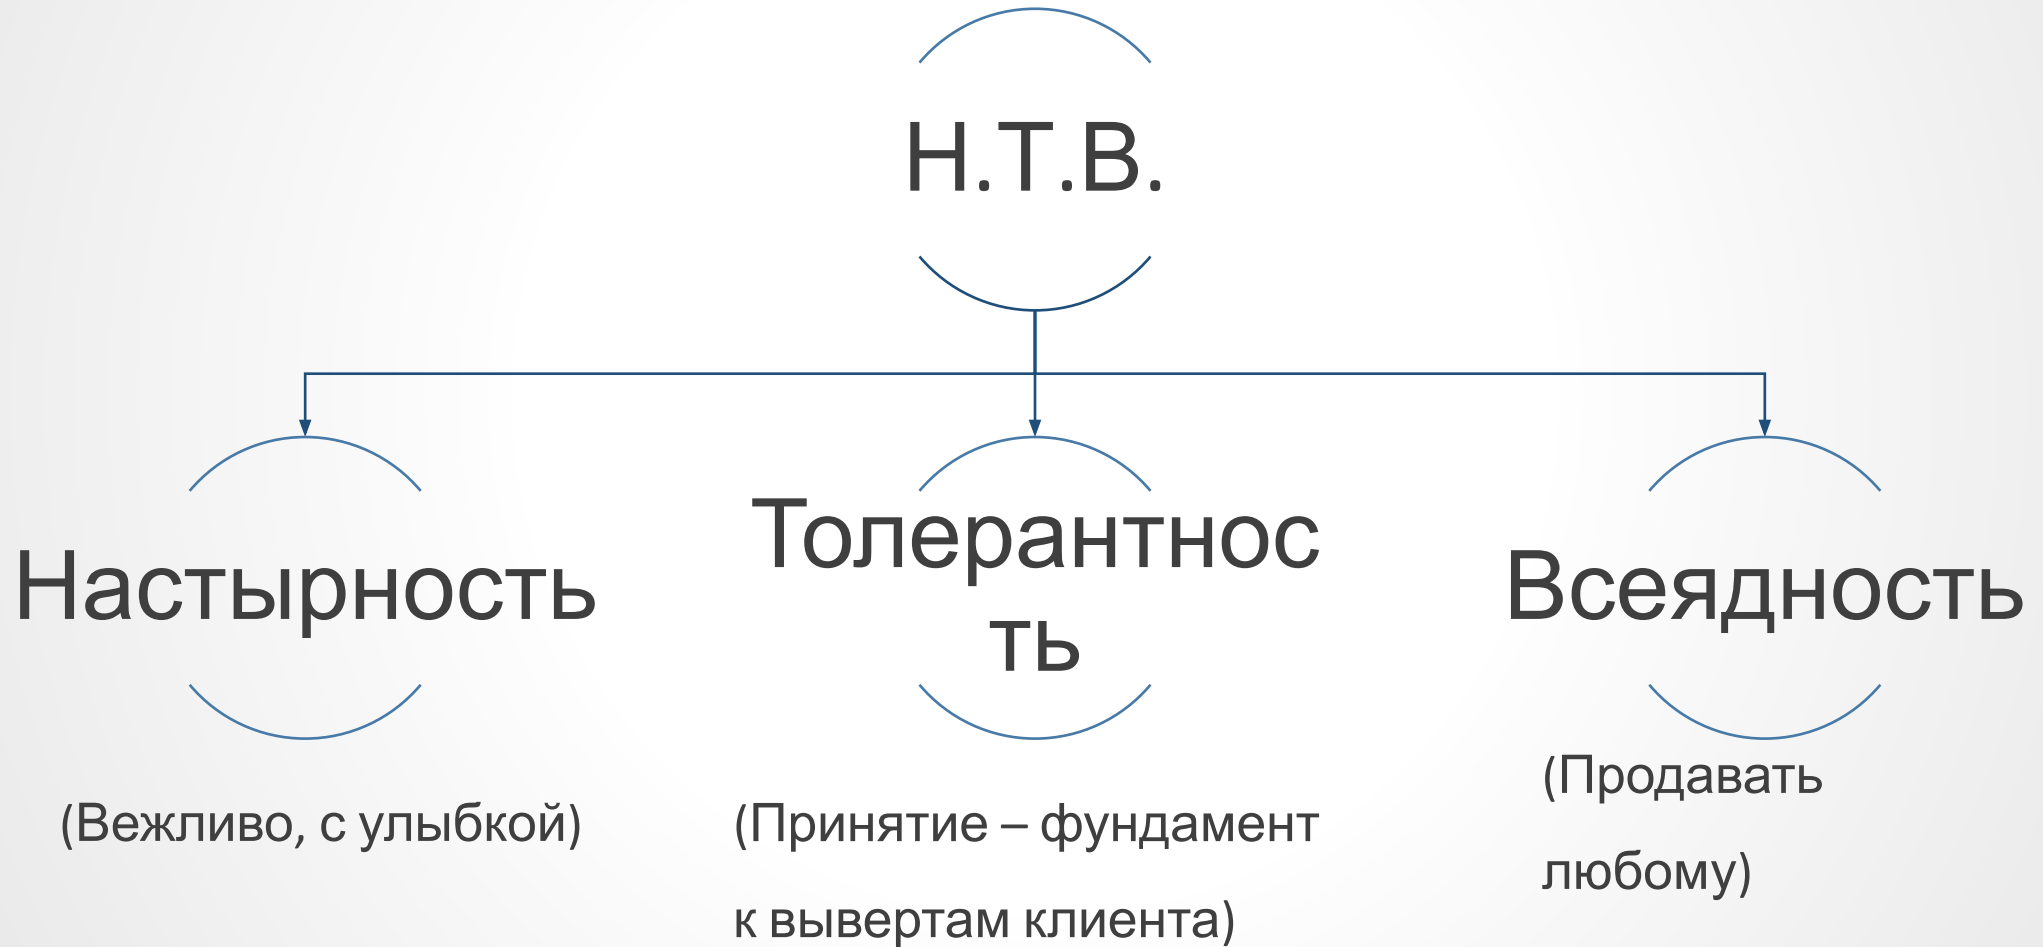 Н.Т.В.
Настырность
Толерантнос
ть
Всеядность
(Вежливо, с улыбкой)
(Принятие – фундамент
к вывертам клиента)
(Продавать
любому)